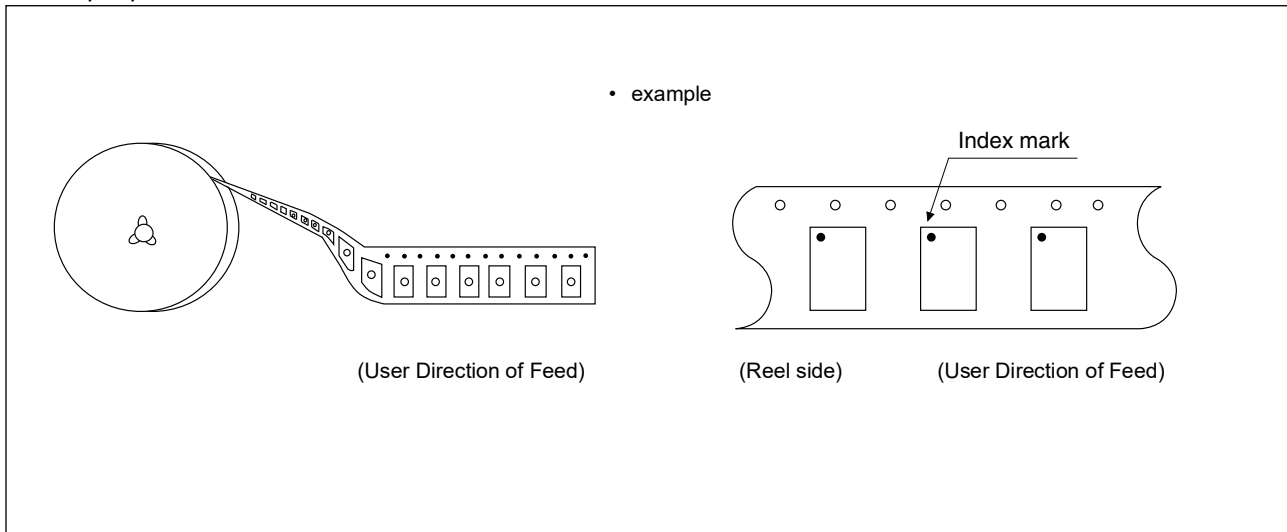 • example
Index mark
(User Direction of Feed)
(Reel side)
(User Direction of Feed)